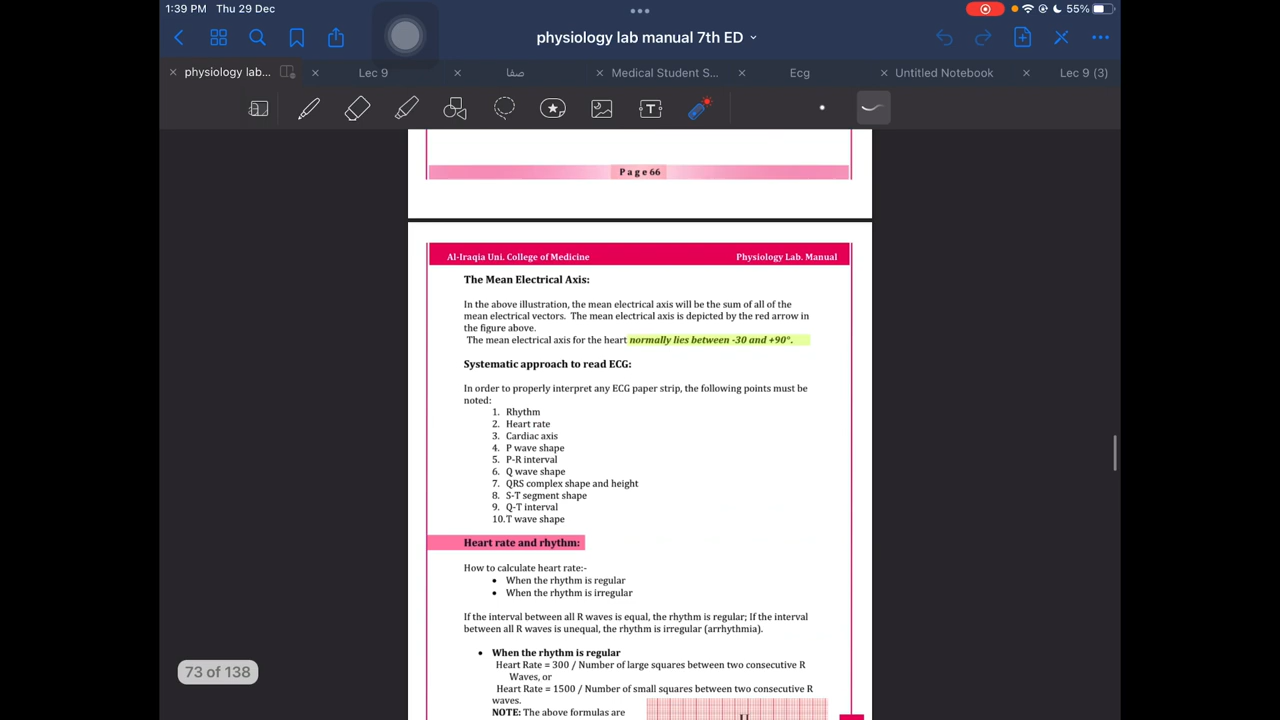 1:39 PM Thu 29 Dec
55%
physiology lab manual 7th ED
physiology lab...
Lec 9
صفا
Medical Student S...
Ecg
Untitled Notebook
Lec 9 (3)
Page 66
Al-Iraqia Uni. College of Medicine
Physiology Lab. Manual
The Mean Electrical Axis:
In the above illustration, the mean electrical axis will be the sum of all of the
mean electrical vectors. The mean electrical axis is depicted by the red arrow in
the figure above.
The mean electrical axis for the heart normally lies between -30 and +90°.
Systematic approach to read ECG:
In order to properly interpret any ECG paper strip, the following points must be
noted:
1. Rhythm
2. Heart rate
3. Cardiac axis
4. P wave shape
5. P-R interval
6. Q wave shape
7. QRS complex shape and height
8. S-T segment shape
9. Q-T interval
10.T wave shape
Heart rate and rhythm:
How to calculate heart rate:-
• When the rhythm is regular
• When the rhythm is irregular
If the interval between all R waves is equal, the rhythm is regular; If the interval
between all R waves is unequal, the rhythm is irregular (arrhythmia).
• When the rhythm is regular
Heart Rate = 300 / Number of large squares between two consecutive R
Waves, or
Heart Rate = 1500 / Number of small squares between two consecutive R
waves.
NOTE: The above formulas are
73 of 138